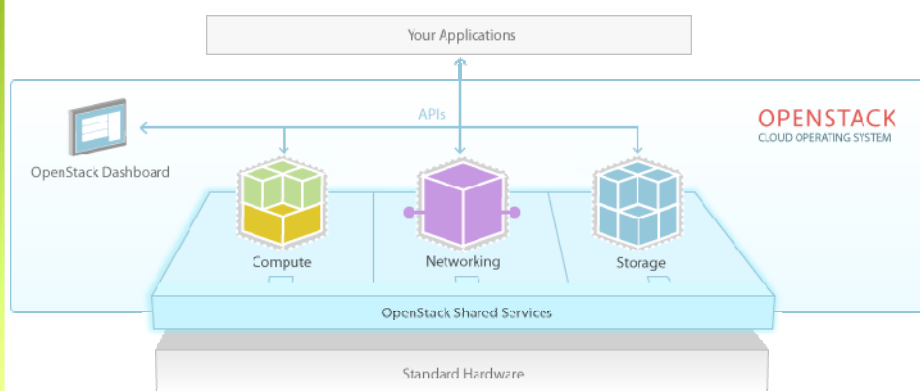 Your Applications
APIs
OPENSTACK
CLOUD OPERATING SYSTEM
OpenStack Dashboard
Compute
Networking
Storage
OpenStack Shared Services
Standard Hardware